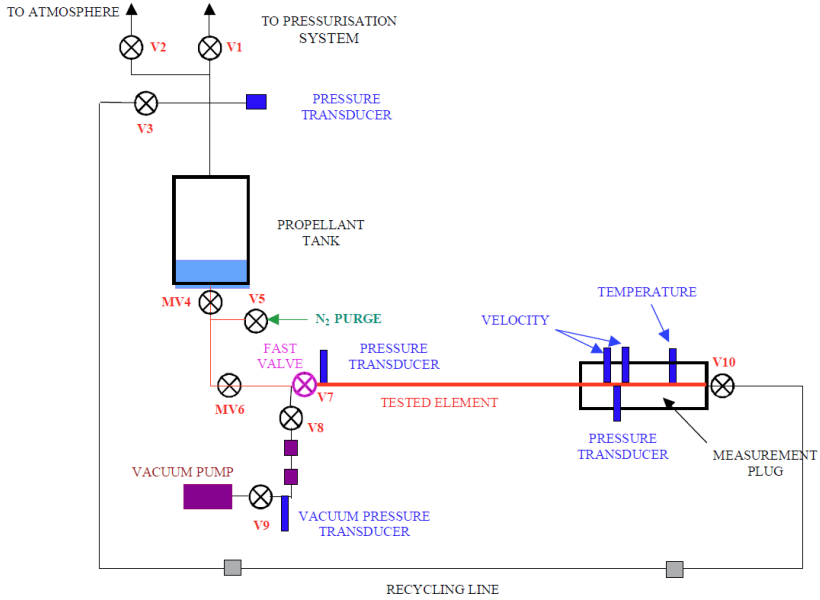 TO ATMOSPHERE
TO PRESSURISATION
SYSTEM
V2
V1
PRESSURE
TRANSDUCER
V3
PROPELLANT
TANK
MV4
V5
N₂ PURGE
TEMPERATURE
VELOCITY
FAST
VALVE
PRESSURE
TRANSDUCER
V10
MV6
V7
TESTED ELEMENT
V8
PRESSURE
TRANSDUCER
MEASUREMENT
PLUG
VACUUM PUMP
V9
VACUUM PRESSURE
TRANSDUCER
RECYCLING LINE